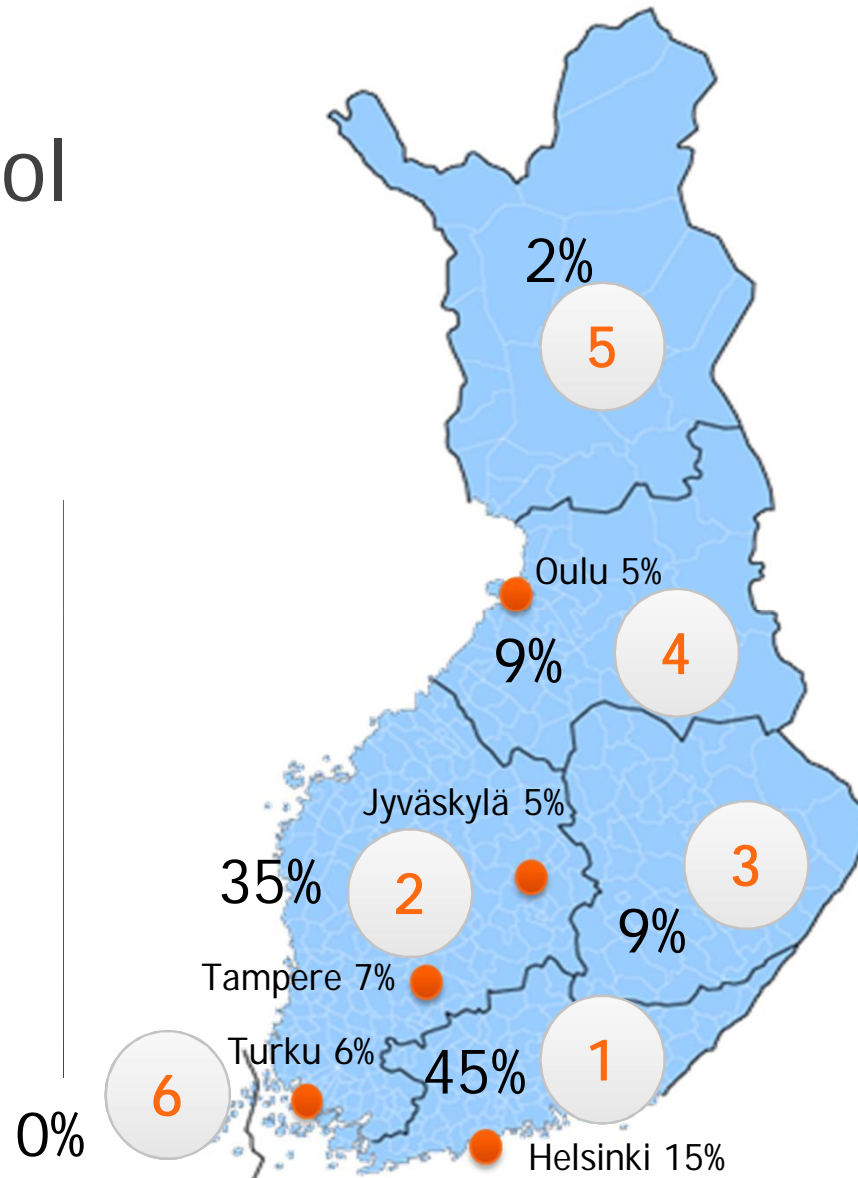 ol
2%
5
Oulu 5%
9%
4
Jyväskylä 5%
35%
2
3
9%
Tampere 7%
Turku 6%
45%
1
6
0%
Helsinki 15%